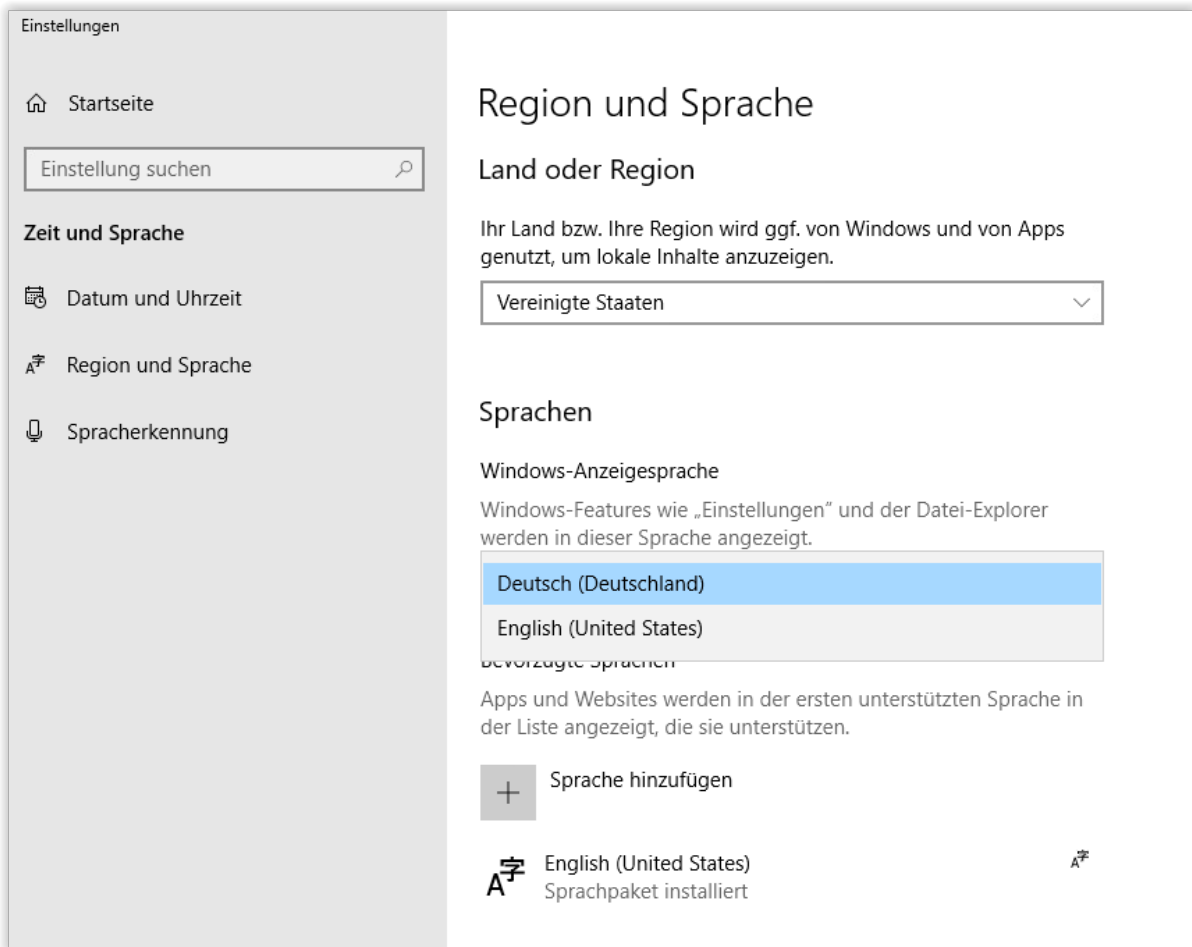 Einstellungen
Startseite
Einstellung suchen
Zeit und Sprache
Datum und Uhrzeit
Region und Sprache
Spracherkennung
Region und Sprache
Land oder Region
Ihr Land bzw. Ihre Region wird ggf. von Windows und von Apps
genutzt, um lokale Inhalte anzuzeigen.
Vereinigte Staaten
Sprachen
Windows-Anzeigesprache
Windows-Features wie „Einstellungen“ und der Datei-Explorer
werden in dieser Sprache angezeigt.
Deutsch (Deutschland)
English (United States)
Bevorzugte Sprachen
Apps und Websites werden in der ersten unterstützten Sprache in
der Liste angezeigt, die sie unterstützen.
Sprache hinzufügen
English (United States)
Sprachpaket installiert